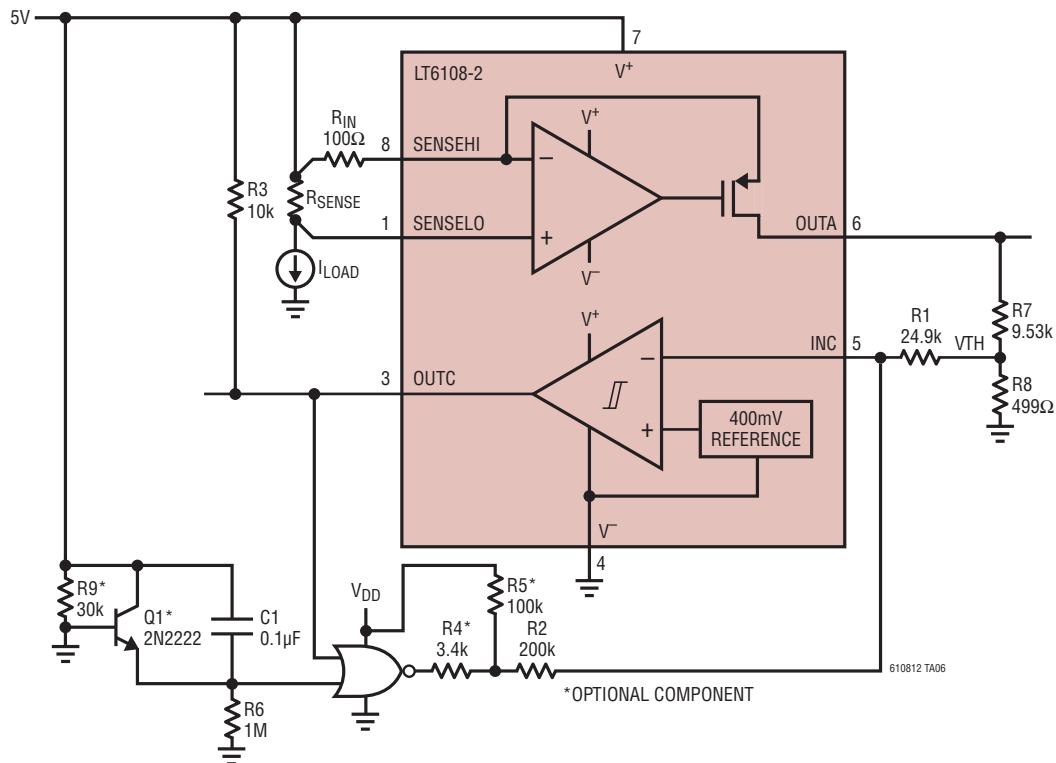 5V
7
V+
LT6108-2
RIN
100Ω
8
SENSEHI
V+
−
R3
10k
RSENSE
1
SENSELO
+
V−
OUTA
6
ILOAD
R1
24.9k
VTH
R7
9.53k
V+
INC
5
−
3
OUTC
R8
499Ω
400mV
REFERENCE
+
V−
4
R9*
30k
Q1*
2N2222
C1
0.1µF
VDD
R5*
100k
R4*
3.4k
R2
200k
610812 TA06
*OPTIONAL COMPONENT
R6
1M